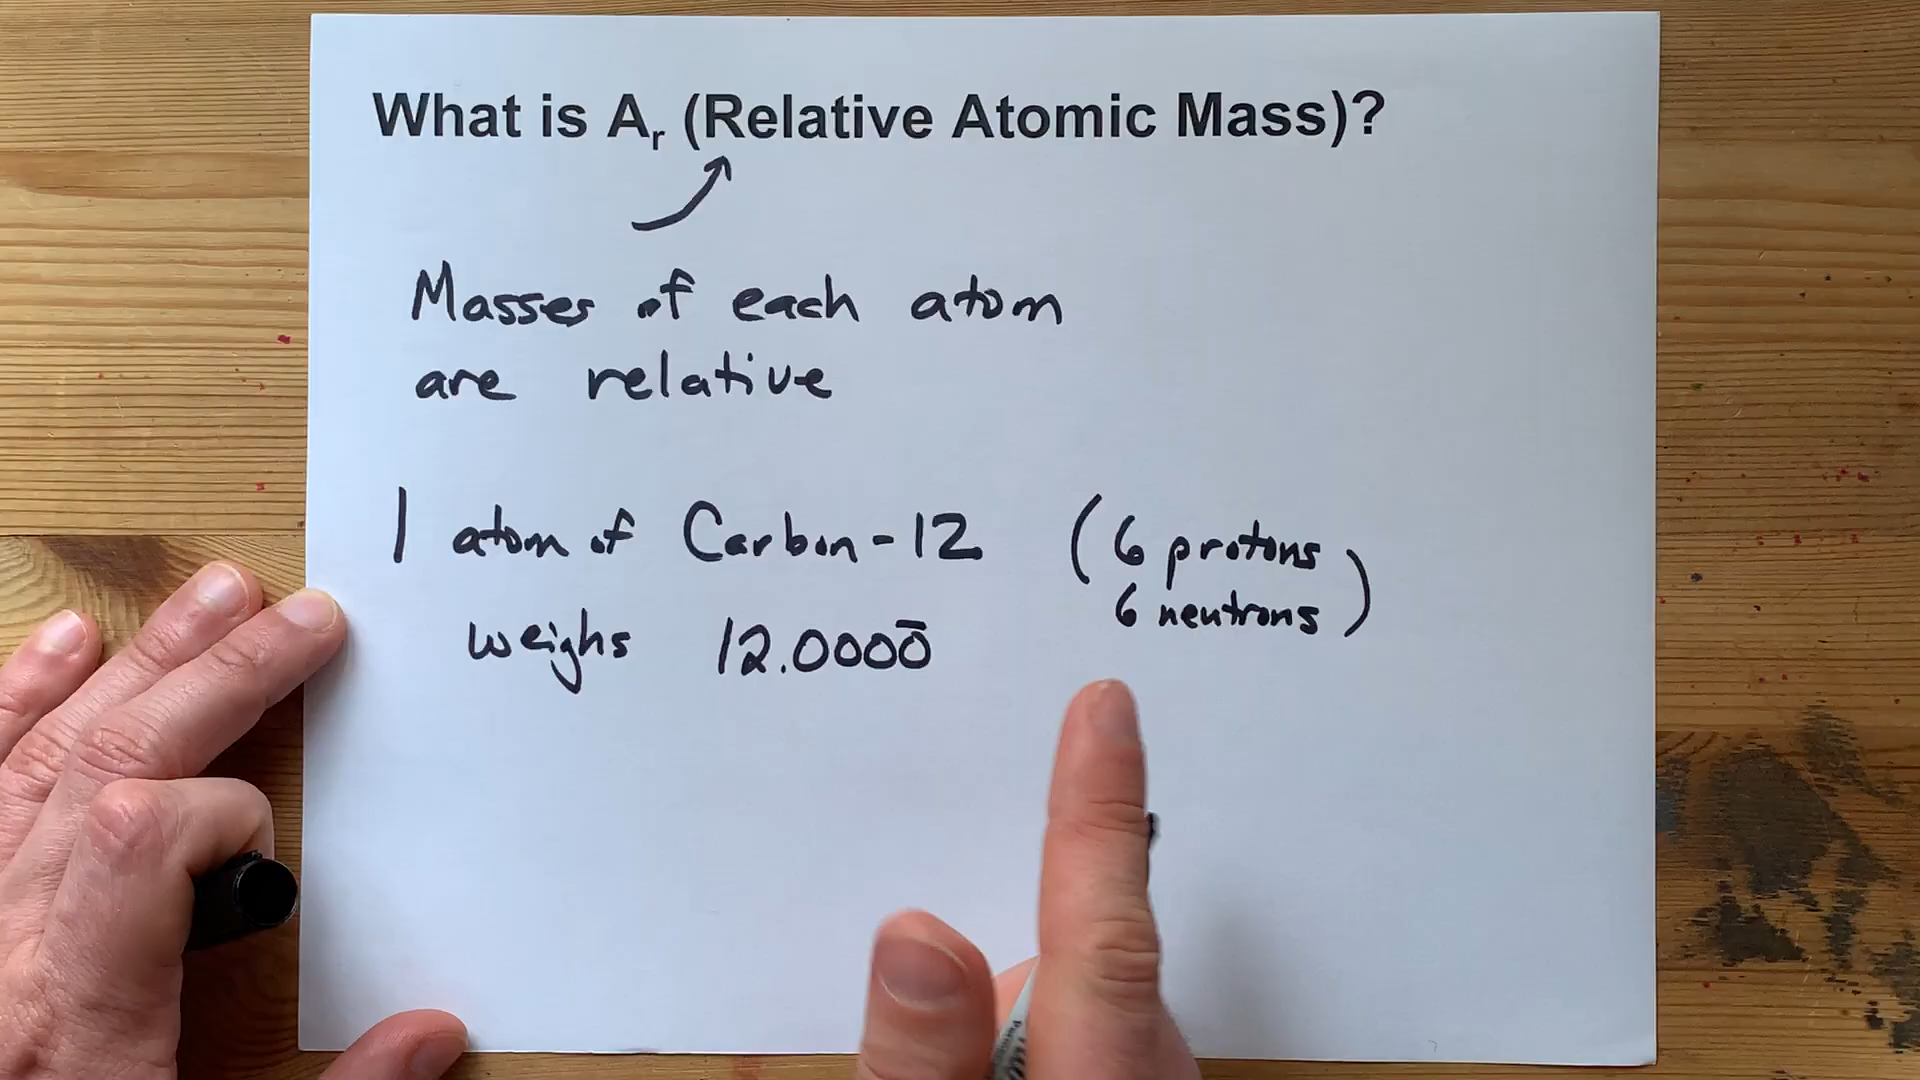 What is Aᵣ (Relative Atomic Mass)?
Masses of each atom
are relative
1 atom of Carbon-12 (6 protons
6 neutrons)
weighs 12.0000̅